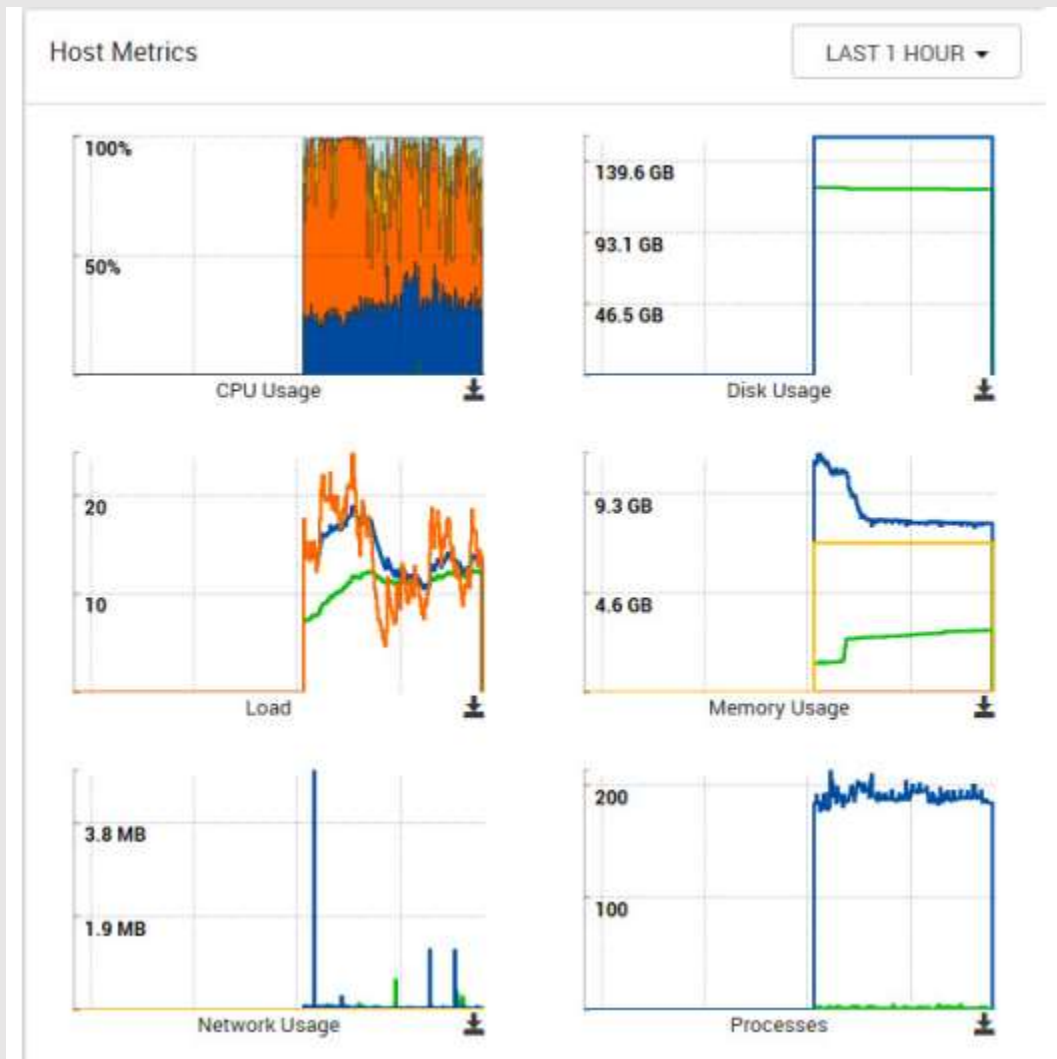 Host Metrics
LAST 1 HOUR
100%
50%
CPU Usage
139.6 GB
93.1 GB
46.5 GB
Disk Usage
20
10
Load
9.3 GB
4.6 GB
Memory Usage
3.8 MB
1.9 MB
Network Usage
200
100
Processes